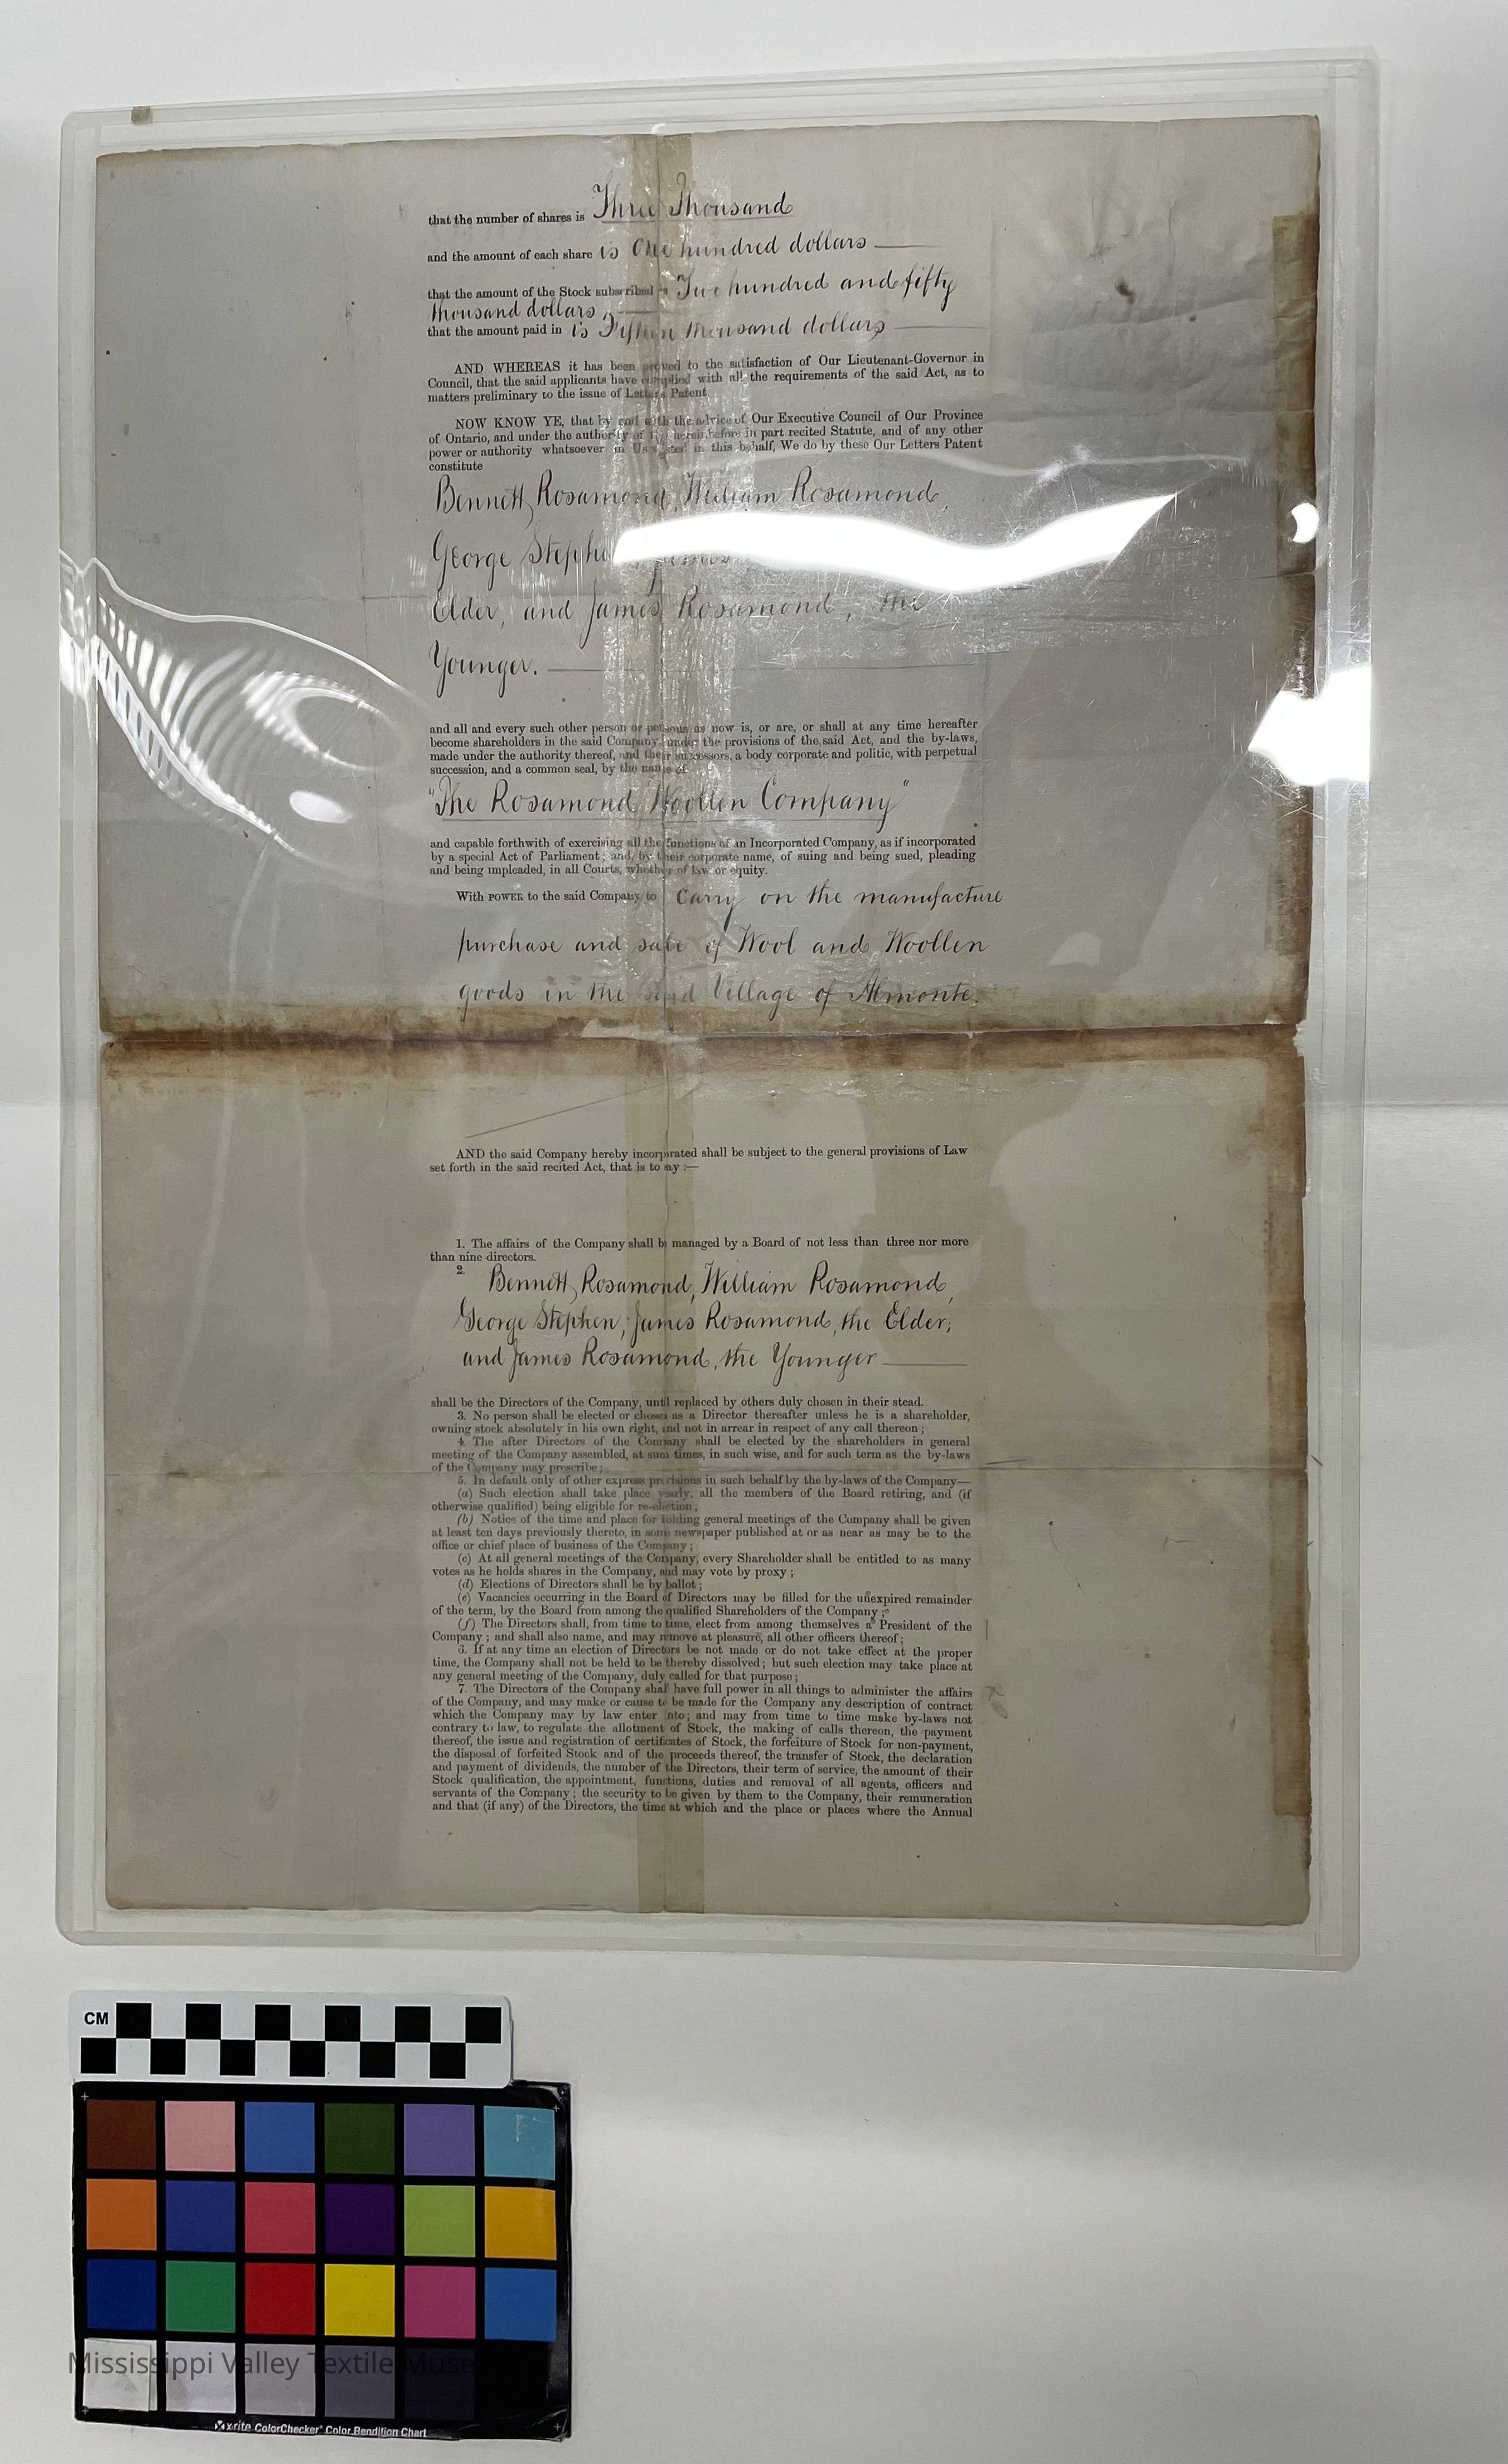 that the number of shares is Three Thousand
and the amount of each share is One hundred dollars
that the amount of the Stock subscribed is Two hundred and fifty
thousand dollars
that the amount paid in is Fifteen thousand dollars
AND WHEREAS it has been proved to the satisfaction of Our Lieutenant-Governor in
Council, that the said applicants have complied with all the requirements of the said Act, as to
matters preliminary to the issue of Letters Patent
NOW KNOW YE, that by and with the advice of Our Executive Council of Our Province
of Ontario, and under the authority of the hereinbefore in part recited Statute, and of any other
power or authority whatsoever in Us vested in this behalf, We do by these Our Letters Patent
constitute
Bennett Rosamond, William Rosamond,
George Stephen, James
Elder, and James Rosamond, the
Younger.
and all and every such other person or persons as now is, or are, or shall at any time hereafter
become shareholders in the said Company, under the provisions of the said Act, and the by-laws,
made under the authority thereof, and their successors, a body corporate and politic, with perpetual
succession, and a common seal, by the name of
"The Rosamond Woollen Company"
and capable forthwith of exercising all the functions of an Incorporated Company, as if incorporated
by a special Act of Parliament; and, by their corporate name, of suing and being sued, pleading
and being impleaded, in all Courts, whether of law or equity.
With POWER to the said Company to Carry on the manufacture
purchase and sale of Wool and Woollen
goods in the said Village of Almonte.
AND the said Company hereby incorporated shall be subject to the general provisions of Law
set forth in the said recited Act, that is to say :—
1. The affairs of the Company shall be managed by a Board of not less than three nor more
than nine directors.
2. Bennett Rosamond, William Rosamond,
George Stephen, James Rosamond, the Elder,
and James Rosamond, the Younger
shall be the Directors of the Company, until replaced by others duly chosen in their stead.
3. No person shall be elected or chosen as a Director thereafter unless he is a shareholder,
owning stock absolutely in his own right, and not in arrear in respect of any call thereon ;
4. The after Directors of the Company shall be elected by the shareholders in general
meeting of the Company assembled, at such times, in such wise, and for such term as the by-laws
of the Company may prescribe ;
5. In default only of other express provisions in such behalf by the by-laws of the Company—
(a) Such election shall take place yearly, all the members of the Board retiring, and (if
otherwise qualified) being eligible for re-election ;
(b) Notice of the time and place for holding general meetings of the Company shall be given
at least ten days previously thereto, in some newspaper published at or as near as may be to the
office or chief place of business of the Company ;
(c) At all general meetings of the Company, every Shareholder shall be entitled to as many
votes as he holds shares in the Company, and may vote by proxy ;
(d) Elections of Directors shall be by ballot ;
(e) Vacancies occurring in the Board of Directors may be filled for the unexpired remainder
of the term, by the Board from among the qualified Shareholders of the Company ;
(f) The Directors shall, from time to time, elect from among themselves a President of the
Company ; and shall also name, and may remove at pleasure, all other officers thereof ;
6. If at any time an election of Directors be not made or do not take effect at the proper
time, the Company shall not be held to be thereby dissolved ; but such election may take place at
any general meeting of the Company, duly called for that purpose ;
7. The Directors of the Company shall have full power in all things to administer the affairs
of the Company, and may make or cause to be made for the Company any description of contract
which the Company may by law enter into ; and may from time to time make by-laws not
contrary to law, to regulate the allotment of Stock, the making of calls thereon, the payment
thereof, the issue and registration of certificates of Stock, the forfeiture of Stock for non-payment,
the disposal of forfeited Stock and of the proceeds thereof, the transfer of Stock, the declaration
and payment of dividends, the number of the Directors, their term of service, the amount of their
Stock qualification, the appointment, functions, duties and removal of all agents, officers and
servants of the Company ; the security to be given by them to the Company, their remuneration
and that (if any) of the Directors, the time at which and the place or places where the Annual
CM
Mississippi Valley Textile Museum
x-rite ColorChecker Color Rendition Chart